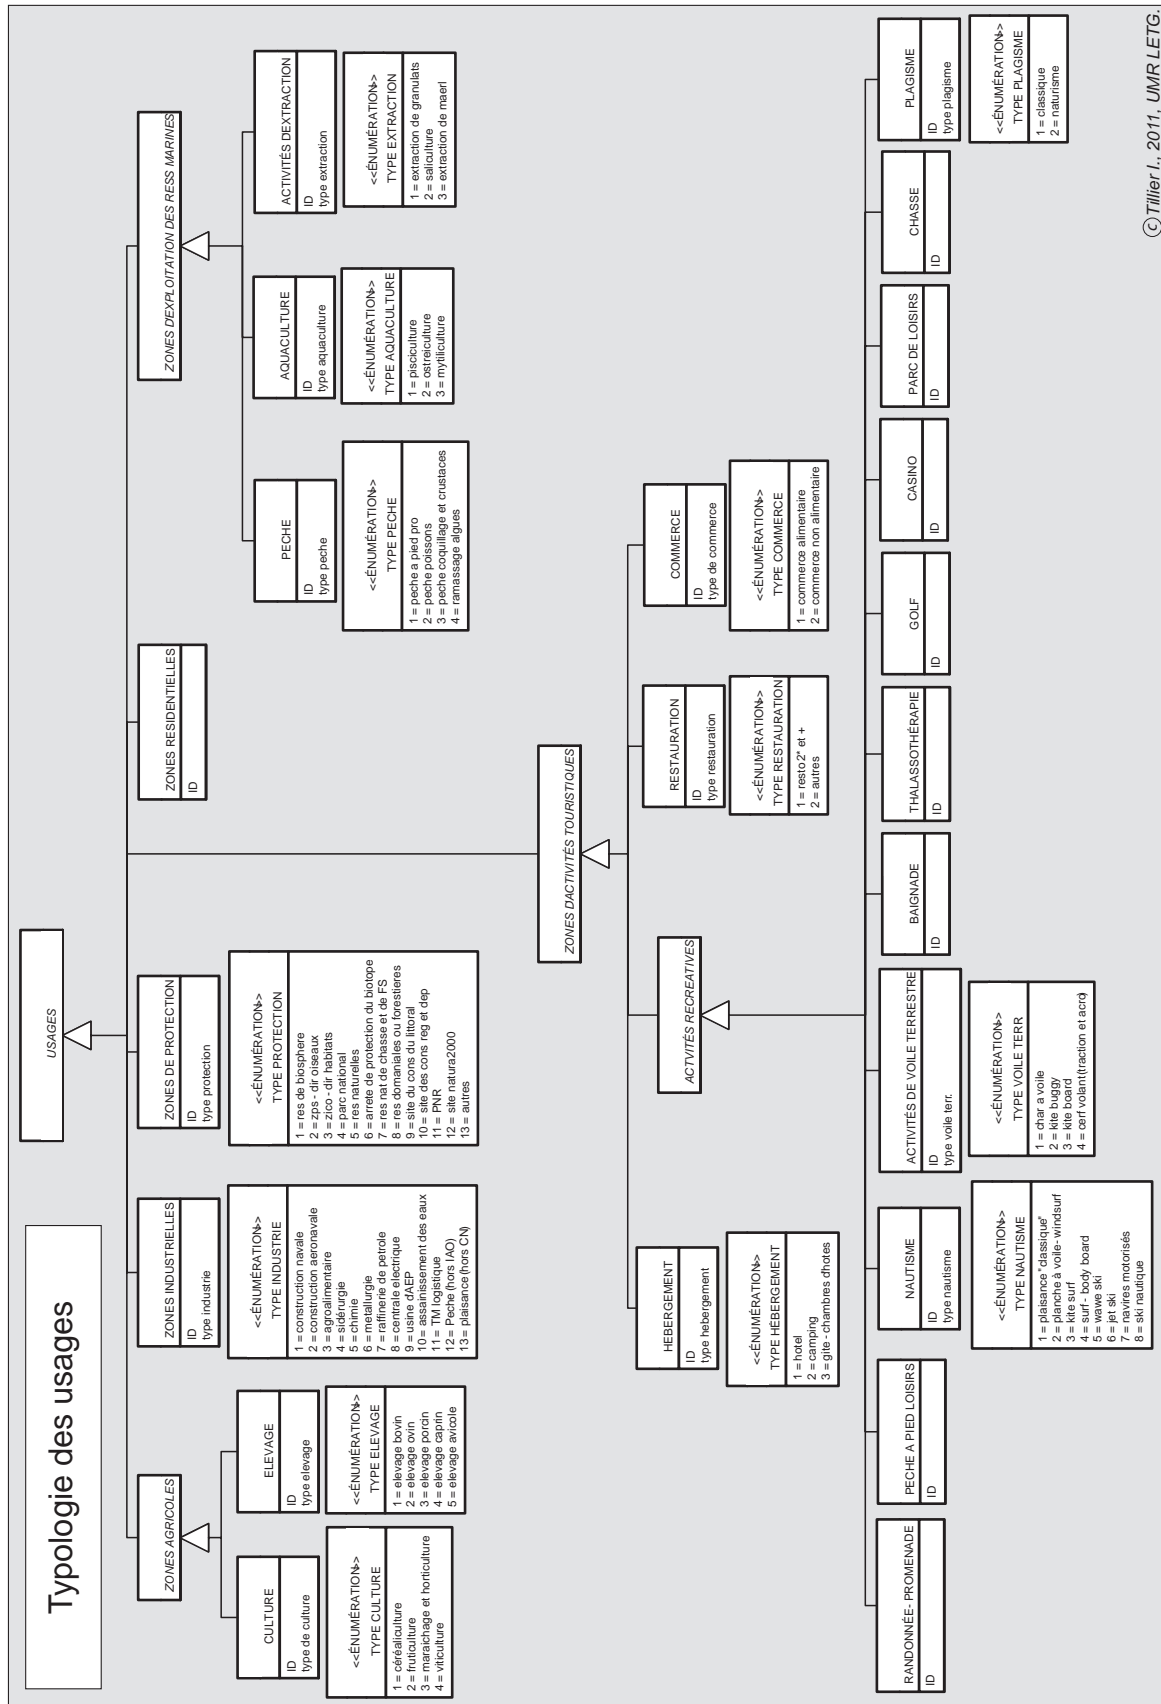 Typologie des usages
USAGES
ZONES AGRICOLES
CULTURE
ID
type de culture
<<ÉNUMÉRATION>>
TYPE CULTURE
1 = céréaliculture
2 = fruticulture
3 = maraichage et horticulture
4 = viticulture
ELEVAGE
ID
type elevage
<<ÉNUMÉRATION>>
TYPE ELEVAGE
1 = elevage bovin
2 = elevage ovin
3 = elevage porcin
4 = elevage caprin
5 = elevage avicole
ZONES INDUSTRIELLES
ID
type industrie
<<ÉNUMÉRATION>>
TYPE INDUSTRIE
1 = construction navale
2 = construction aeronavale
3 = agroalimentaire
4 = sidérurgie
5 = chimie
6 = metallurgie
7 = raffinerie de petrole
8 = centrale electrique
9 = usine d'AEP
10 = assainissement des eaux
11 = TM logistique
12 = Peche (hors IAO)
13 = plaisance (hors CN)
ZONES DE PROTECTION
ID
type protection
<<ÉNUMÉRATION>>
TYPE PROTECTION
1 = res de biosphere
2 = zps - dir oiseaux
3 = zico - dir habitats
4 = parc national
5 = res naturelles
6 = arrete de protection du biotope
7 = res nat de chasse et de FS
8 = res domaniales ou forestieres
9 = site du cons du littoral
10 = site des cons reg et dep
11 = PNR
12 = site natura2000
13 = autres
ZONES RESIDENTIELLES
ID
ZONES D'EXPLOITATION DES RESS MARINES
PECHE
ID
type peche
<<ÉNUMÉRATION>>
TYPE PECHE
1 = peche a pied pro
2 = peche poissons
3 = peche coquillage et crustaces
4 = ramassage algues
AQUACULTURE
ID
type aquaculture
<<ÉNUMÉRATION>>
TYPE AQUACULTURE
1 = pisciculture
2 = ostreiculture
3 = mytiliculture
ACTIVITÉS D'EXTRACTION
ID
type extraction
<<ÉNUMÉRATION>>
TYPE EXTRACTION
1 = extraction de granulats
2 = saliculture
3 = extraction de maerl
ZONES D'ACTIVITÉS TOURISTIQUES
HEBERGEMENT
ID
type hebergement
<<ÉNUMÉRATION>>
TYPE HEBERGEMENT
1 = hotel
2 = camping
3 = gite - chambres d'hotes
ACTVITÉS RECREATIVES
RESTAURATION
ID
type restauration
<<ÉNUMÉRATION>>
TYPE RESTAURATION
1 = resto 2* et +
2 = autres
COMMERCE
ID
type de commerce
<<ÉNUMÉRATION>>
TYPE COMMERCE
1 = commerce alimentaire
2 = commerce non alimentaire
RANDONNÉE- PROMENADE
ID
PECHE A PIED LOISIRS
ID
NAUTISME
ID
type nautisme
<<ÉNUMÉRATION>>
TYPE NAUTISME
1 = plaisance "classique"
2 = planche à voile- windsurf
3 = kite surf
4 = surf - body board
5 = wawe ski
6 = jet ski
7 = navires motorisés
8 = ski nautique
ACTIVITÉS DE VOILE TERRESTRE
ID
type voile terr.
<<ÉNUMÉRATION>>
TYPE VOILE TERR
1 = char a voile
2 = kite buggy
3 = kite board
4 = cerf volant (traction et acro)
BAIGNADE
ID
THALASSOTHÉRAPIE
ID
GOLF
ID
CASINO
ID
PARC DE LOISIRS
ID
CHASSE
ID
PLAGISME
ID
type plagisme
<<ÉNUMÉRATION>>
TYPE PLAGISME
1 = classique
2 = naturisme
© Tillier I., 2011, UMR LETG.